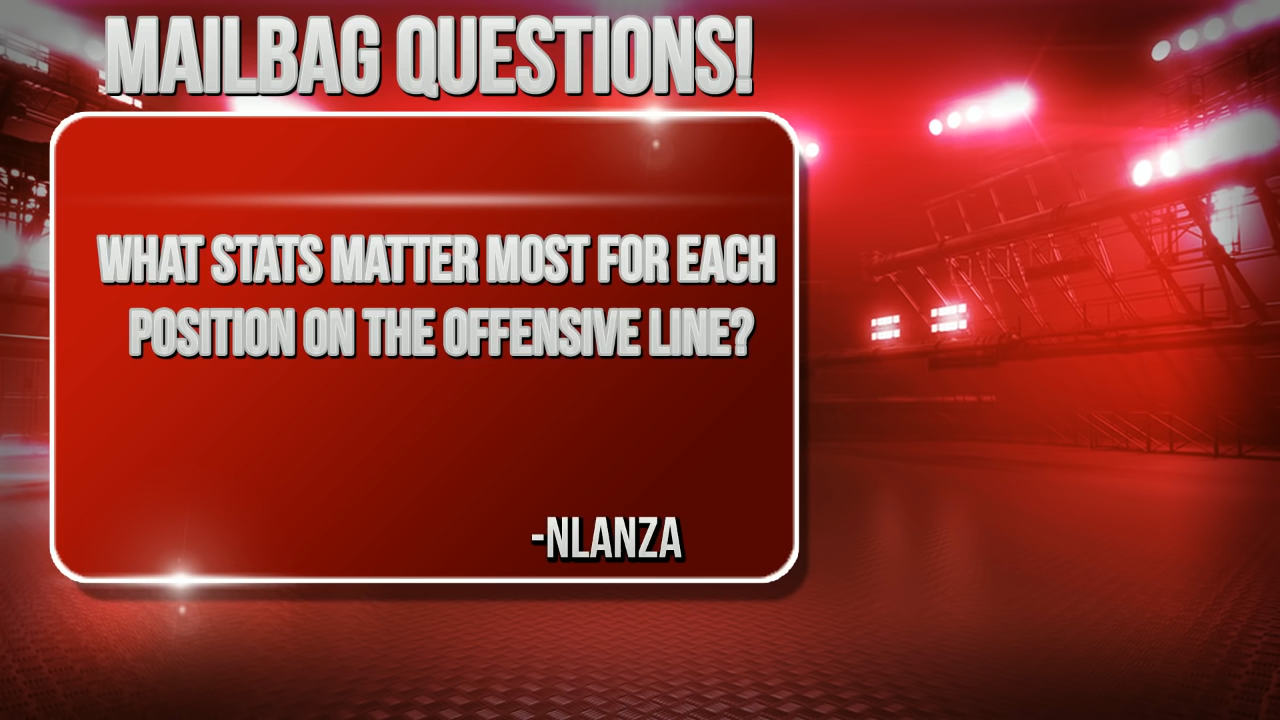 MAILBAG QUESTIONS!
WHAT STATS MATTER MOST FOR EACH
POSITION ON THE OFFENSIVE LINE?
-NLANZA